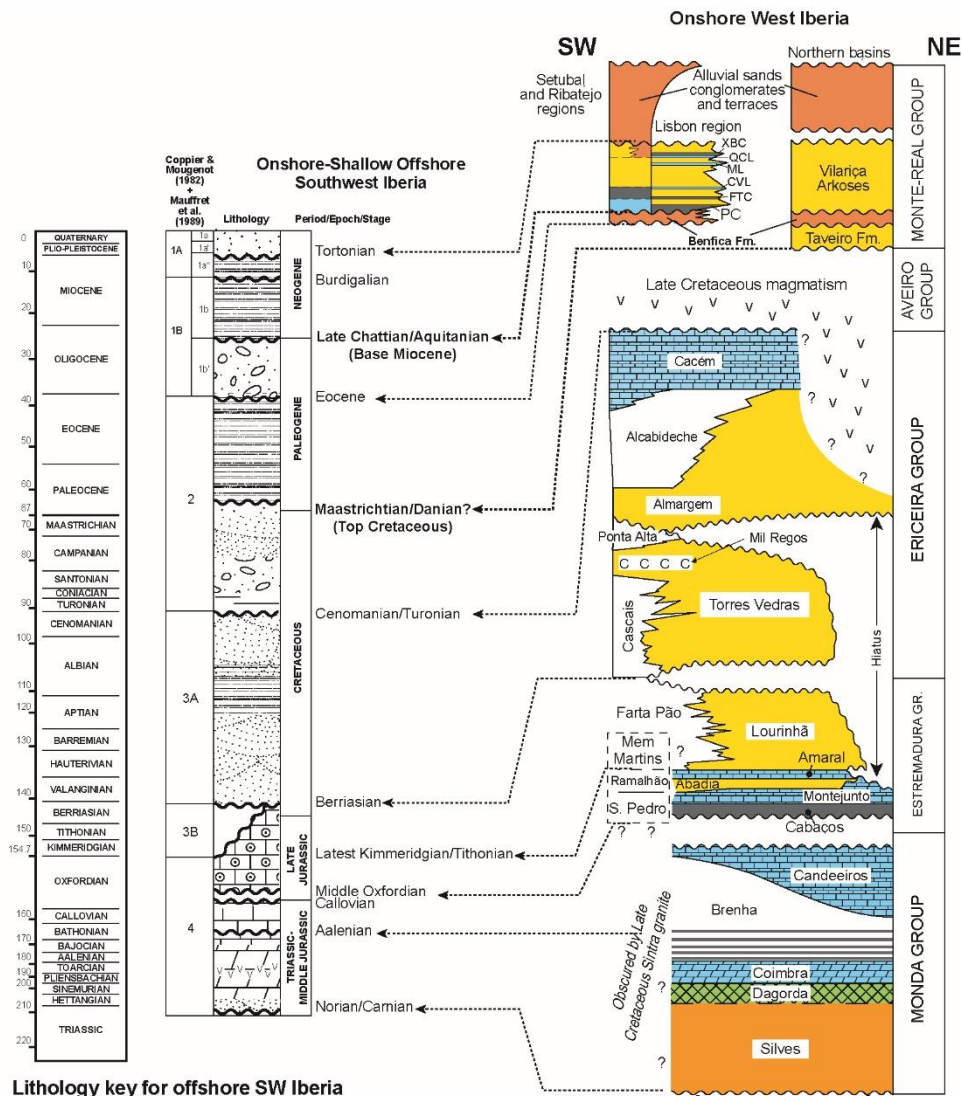 Onshore West Iberia
SW
NE
Setubal
and Ribatejo
regions
Alluvial sands
conglomerates
and terraces
Northern basins
Lisbon region
XBC
QCL
ML
CVL
FTC
PC
Benfica Fm.
Vilariça
Arkoses
Taveiro Fm.
MONTE-REAL GROUP
Late Cretaceous magmatism
V V V V V V V V V V V
? ? ? ?
AVEIRO
GROUP
Cacém
Alcabideche
Almargem
Ponta Alta
Mil Regos
C C C C
Torres Vedras
Cascais
Hiatus
ERICEIRA GROUP
Farta Pão
Lourinhã
Mem
Martins
?
Ramalhão
Abadia
Amaral
S. Pedro
Montejunto
? ?
Cabaços
ESTREMADURA GR.
Candeeiros
Brenha
Obscured by Late
Cretaceous Sintra granite
Coimbra
?
Dagorda
Silves
?
MONDA GROUP
Coppier &
Mougenot
(1982)
+
Mauffret
et al.
(1989)
Onshore-Shallow Offshore
Southwest Iberia
Lithology
Period/Epoch/Stage
0
10
20
30
40
50
60
67
70
80
90
100
110
120
130
140
150
154.7
160
170
180
190
200
210
220
QUATERNARY
PLIO-PLEISTOCENE
MIOCENE
OLIGOCENE
EOCENE
PALEOCENE
MAASTRICHIAN
CAMPANIAN
SANTONIAN
CONIACIAN
TURONIAN
CENOMANIAN
ALBIAN
APTIAN
BARREMIAN
HAUTERIVIAN
VALANGINIAN
BERRIASIAN
TITHONIAN
KIMMERIDGIAN
OXFORDIAN
CALLOVIAN
BATHONIAN
BAJOCIAN
AALENIAN
TOARCIAN
PLIENSBACHIAN
SINEMURIAN
HETTANGIAN
TRIASSIC
1A
1a
1a'
1a''
1B
1b
1b'
2
3A
3B
4
NEOGENE
PALEOGENE
CRETACEOUS
LATE
JURASSIC
TRIASSIC-
MIDDLE JURASSIC
Tortonian
Burdigalian
Late Chattian/Aquitanian
(Base Miocene)
Eocene
Maastrichtian/Danian?
(Top Cretaceous)
Cenomanian/Turonian
Berriasian
Latest Kimmeridgian/Tithonian
Middle Oxfordian
Callovian
Aalenian
Norian/Carnian
Lithology key for offshore SW Iberia